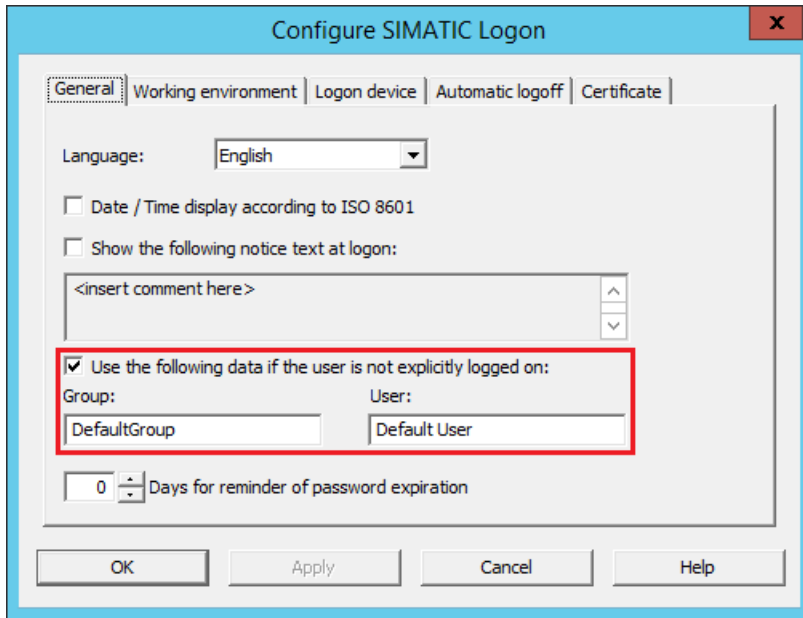 Configure SIMATIC Logon
x
General Working environment Logon device Automatic logoff Certificate
Language: English
Date / Time display according to ISO 8601
Show the following notice text at logon:
<insert comment here>
Use the following data if the user is not explicitly logged on:
Group: User:
DefaultGroup Default User
0 Days for reminder of password expiration
OK Apply Cancel Help